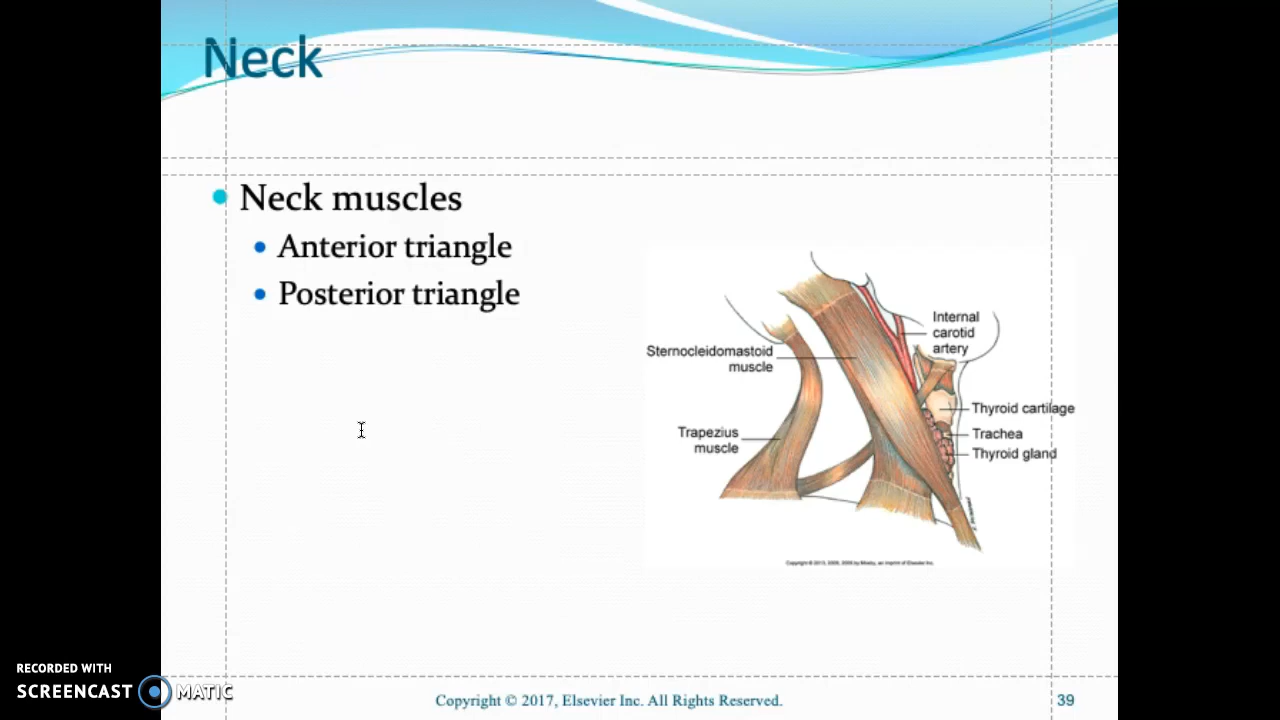 Neck
Neck muscles
Anterior triangle
Posterior triangle
Internal
carotid
artery
Sternocleidomastoid
muscle
Thyroid cartilage
Trapezius
muscle
Trachea
Thyroid gland
RECORDED WITH
SCREENCAST MATIC
Copyright © 2017, Elsevier Inc. All Rights Reserved.
39